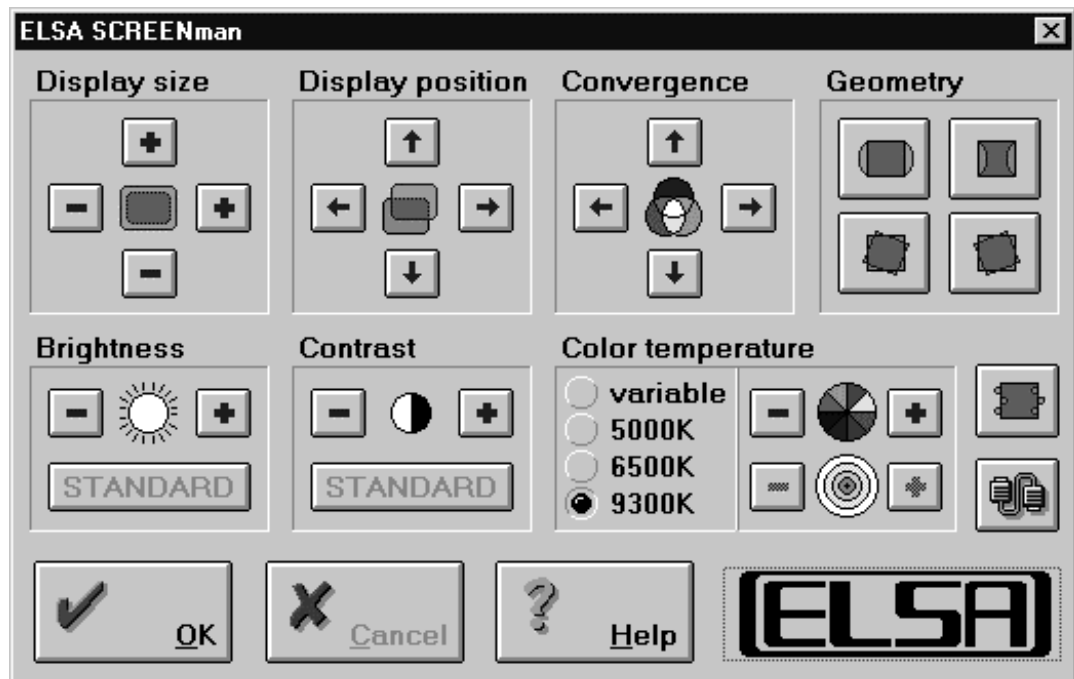 ELSA SCREENman
Display size
Display position
Convergence
Geometry
Brightness
Contrast
Color temperature
STANDARD
STANDARD
variable
5000K
6500K
9300K
OK
Cancel
Help
ELSA